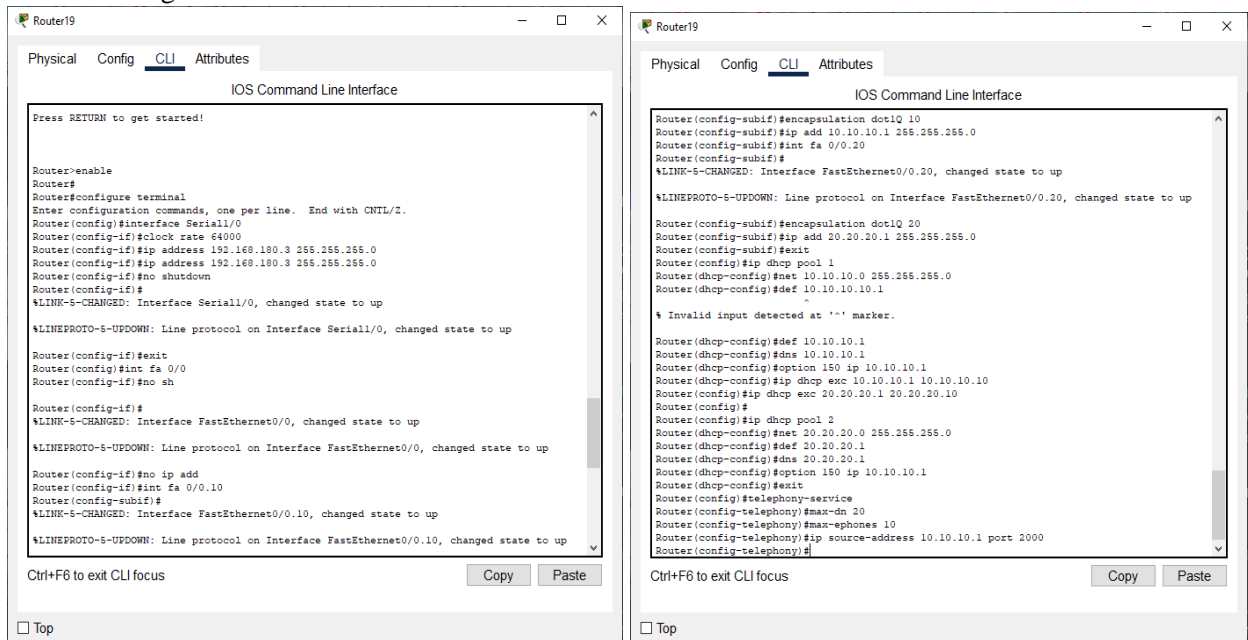 Router19
Physical Config CLI Attributes
IOS Command Line Interface
Press RETURN to get started!
Router>enable
Router#
Router#configure terminal
Enter configuration commands, one per line. End with CNTL/Z.
Router(config)#interface Serial1/0
Router(config-if)#clock rate 64000
Router(config-if)#ip address 192.168.180.3 255.255.255.0
Router(config-if)#ip address 192.168.180.3 255.255.255.0
Router(config-if)#no shutdown
Router(config-if)#
%LINK-5-CHANGED: Interface Serial1/0, changed state to up
%LINEPROTO-5-UPDOWN: Line protocol on Interface Serial1/0, changed state to up
Router(config-if)#exit
Router(config)#int fa 0/0
Router(config-if)#no sh
Router(config-if)#
%LINK-5-CHANGED: Interface FastEthernet0/0, changed state to up
%LINEPROTO-5-UPDOWN: Line protocol on Interface FastEthernet0/0, changed state to up
Router(config-if)#no ip add
Router(config-if)#int fa 0/0.10
Router(config-subif)#
%LINK-5-CHANGED: Interface FastEthernet0/0.10, changed state to up
%LINEPROTO-5-UPDOWN: Line protocol on Interface FastEthernet0/0.10, changed state to up
Ctrl+F6 to exit CLI focus
Copy Paste
Top
Router19
Physical Config CLI Attributes
IOS Command Line Interface
Router(config-subif)#encapsulation dot1Q 10
Router(config-subif)#ip add 10.10.10.1 255.255.255.0
Router(config-subif)#int fa 0/0.20
Router(config-subif)#
%LINK-5-CHANGED: Interface FastEthernet0/0.20, changed state to up
%LINEPROTO-5-UPDOWN: Line protocol on Interface FastEthernet0/0.20, changed state to up
Router(config-subif)#encapsulation dot1Q 20
Router(config-subif)#ip add 20.20.20.1 255.255.255.0
Router(config-subif)#exit
Router(config)#ip dhcp pool 1
Router(dhcp-config)#net 10.10.10.0 255.255.255.0
Router(dhcp-config)#def 10.10.10.10.1
^
% Invalid input detected at '^' marker.
Router(dhcp-config)#def 10.10.10.1
Router(dhcp-config)#dns 10.10.10.1
Router(dhcp-config)#option 150 ip 10.10.10.1
Router(dhcp-config)#ip dhcp exc 10.10.10.1 10.10.10.10
Router(config)#ip dhcp exc 20.20.20.1 20.20.20.10
Router(config)#
Router(config)#ip dhcp pool 2
Router(dhcp-config)#net 20.20.20.0 255.255.255.0
Router(dhcp-config)#def 20.20.20.1
Router(dhcp-config)#dns 20.20.20.1
Router(dhcp-config)#option 150 ip 10.10.10.1
Router(dhcp-config)#exit
Router(config)#telephony-service
Router(config-telephony)#max-dn 20
Router(config-telephony)#max-ephones 10
Router(config-telephony)#ip source-address 10.10.10.1 port 2000
Router(config-telephony)#
Ctrl+F6 to exit CLI focus
Copy Paste
Top